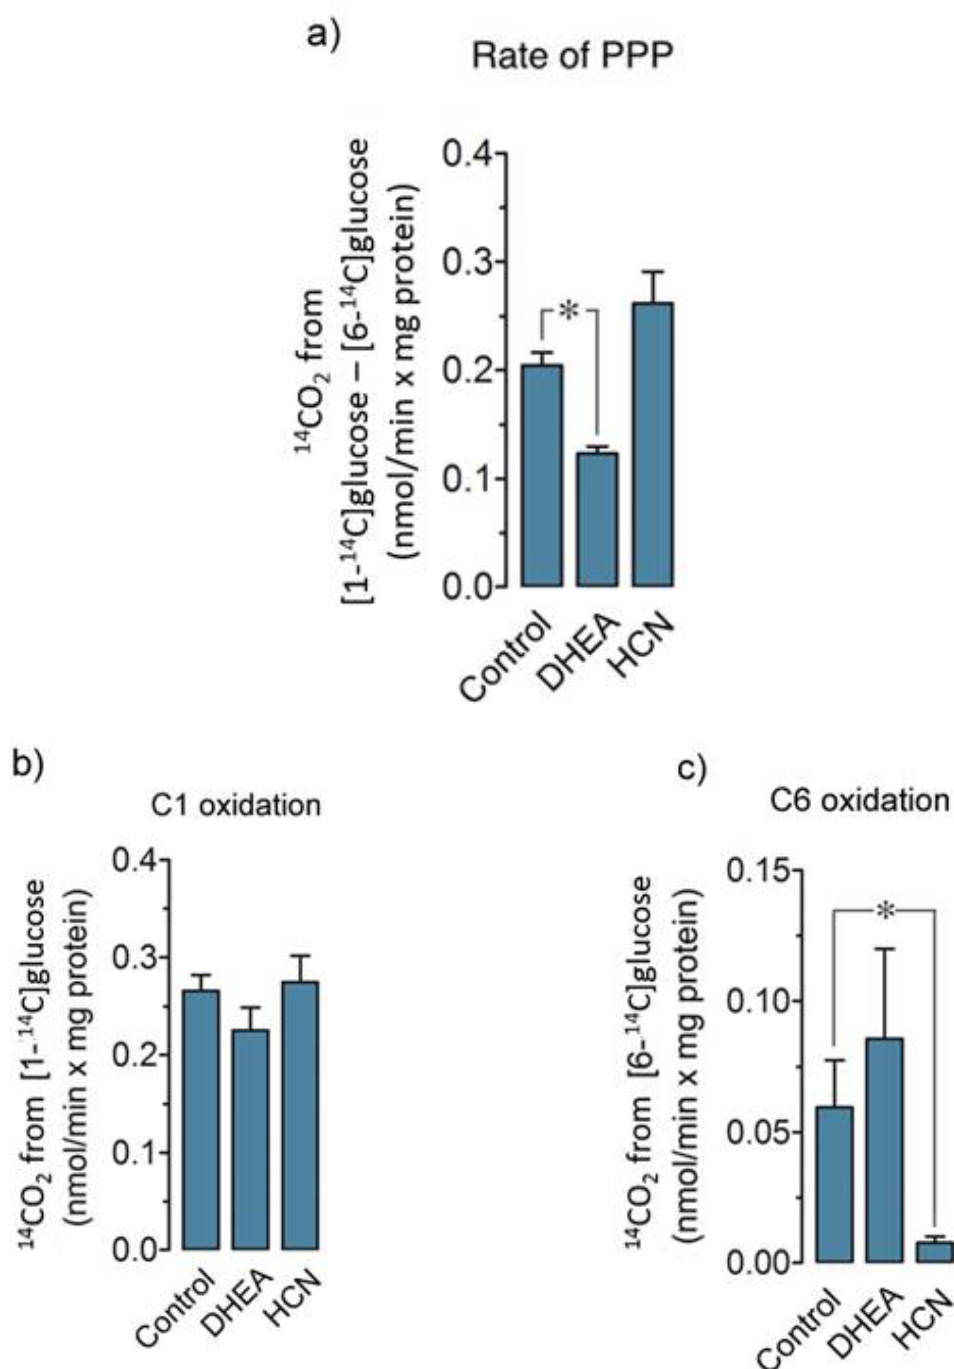 a)
Rate of PPP
¹⁴CO₂ from
[1-¹⁴C]glucose – [6-¹⁴C]glucose
(nmol/min x mg protein)
0.4
0.3
0.2
0.1
0.0
*
Control
DHEA
HCN
b)
C1 oxidation
¹⁴CO₂ from [1-¹⁴C]glucose
(nmol/min x mg protein)
0.4
0.3
0.2
0.1
0.0
Control
DHEA
HCN
c)
C6 oxidation
¹⁴CO₂ from [6-¹⁴C]glucose
(nmol/min x mg protein)
0.15
0.10
0.05
0.00
*
Control
DHEA
HCN